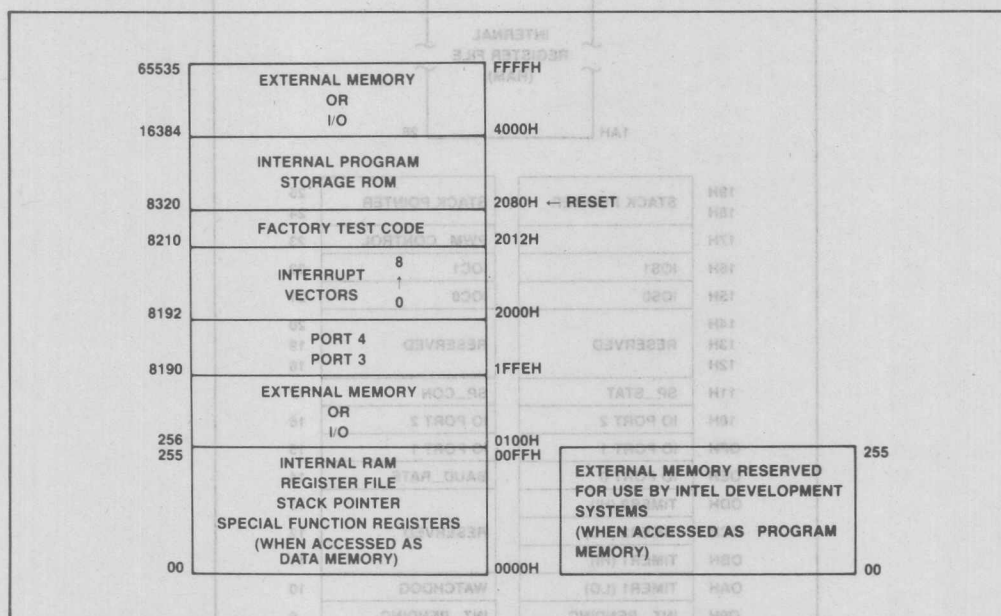 65535 FFFFH
EXTERNAL MEMORY
OR
I/O
16384 4000H
INTERNAL PROGRAM
STORAGE ROM
8320 2080H ← RESET
FACTORY TEST CODE
8210 2012H
INTERRUPT 8
VECTORS ↑
0
8192 2000H
PORT 4
PORT 3
8190 1FFEH
EXTERNAL MEMORY
OR
I/O
256 0100H
255 00FFH
INTERNAL RAM
REGISTER FILE
STACK POINTER
SPECIAL FUNCTION REGISTERS
(WHEN ACCESSED AS
DATA MEMORY)
00 0000H
255
EXTERNAL MEMORY RESERVED
FOR USE BY INTEL DEVELOPMENT
SYSTEMS
(WHEN ACCESSED AS PROGRAM
MEMORY)
00